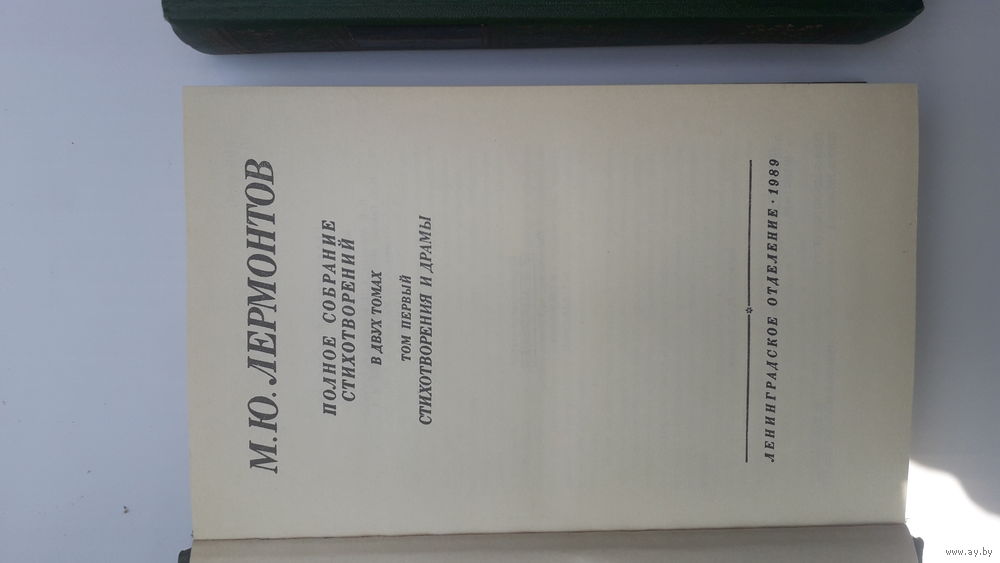 М. Ю. ЛЕРМОНТОВ
ПОЛНОЕ СОБРАНИЕ
СТИХОТВОРЕНИЙ
В ДВУХ ТОМАХ
ТОМ ПЕРВЫЙ
СТИХОТВОРЕНИЯ И ДРАМЫ
ЛЕНИНГРАДСКОЕ ОТДЕЛЕНИЕ · 1989
www.ay.by